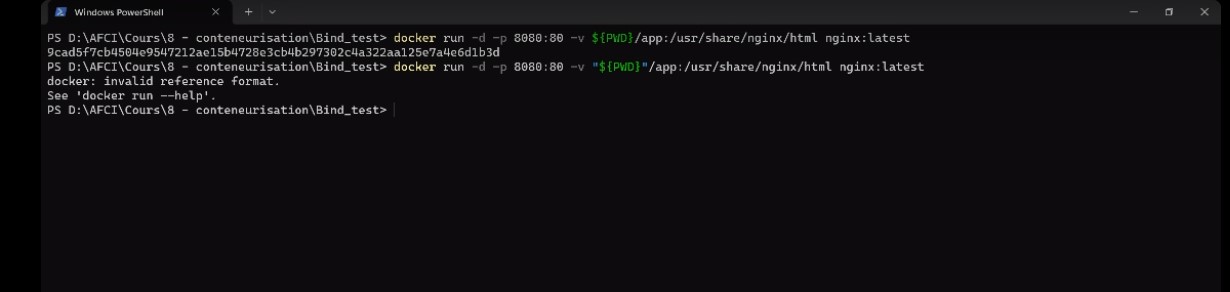 Windows PowerShell
PS D:\AFCI\Cours\8 - conteneurisation\Bind_test> docker run -d -p 8080:80 -v ${PWD}/app:/usr/share/nginx/html nginx:latest
9cad5f7cb4504e9547212ae15b4728e3cb4b297302c4a322aa125e7a4e6d1b3d
PS D:\AFCI\Cours\8 - conteneurisation\Bind_test> docker run -d -p 8080:80 -v "${PWD}"/app:/usr/share/nginx/html nginx:latest
docker: invalid reference format.
See 'docker run --help'.
PS D:\AFCI\Cours\8 - conteneurisation\Bind_test>